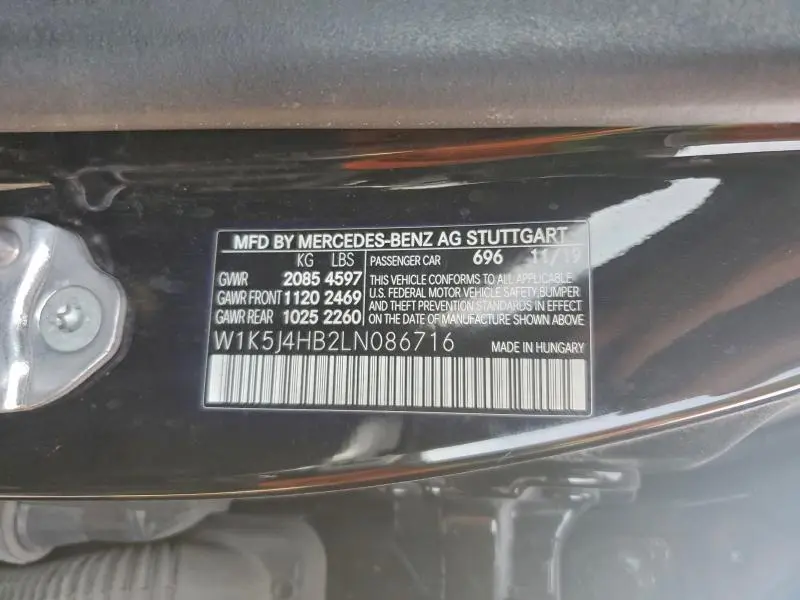 MFD BY MERCEDES-BENZ AG STUTTGART
KG LBS
GVWR 2085 4597
GAWR FRONT 1120 2469
GAWR REAR 1025 2260
PASSENGER CAR 696 11/19
THIS VEHICLE CONFORMS TO ALL APPLICABLE
U.S. FEDERAL MOTOR VEHICLE SAFETY, BUMPER
AND THEFT PREVENTION STANDARDS IN EFFECT
ON THE DATE OF MANUFACTURE SHOWN ABOVE
W1K5J4HB2LN086716
MADE IN HUNGARY